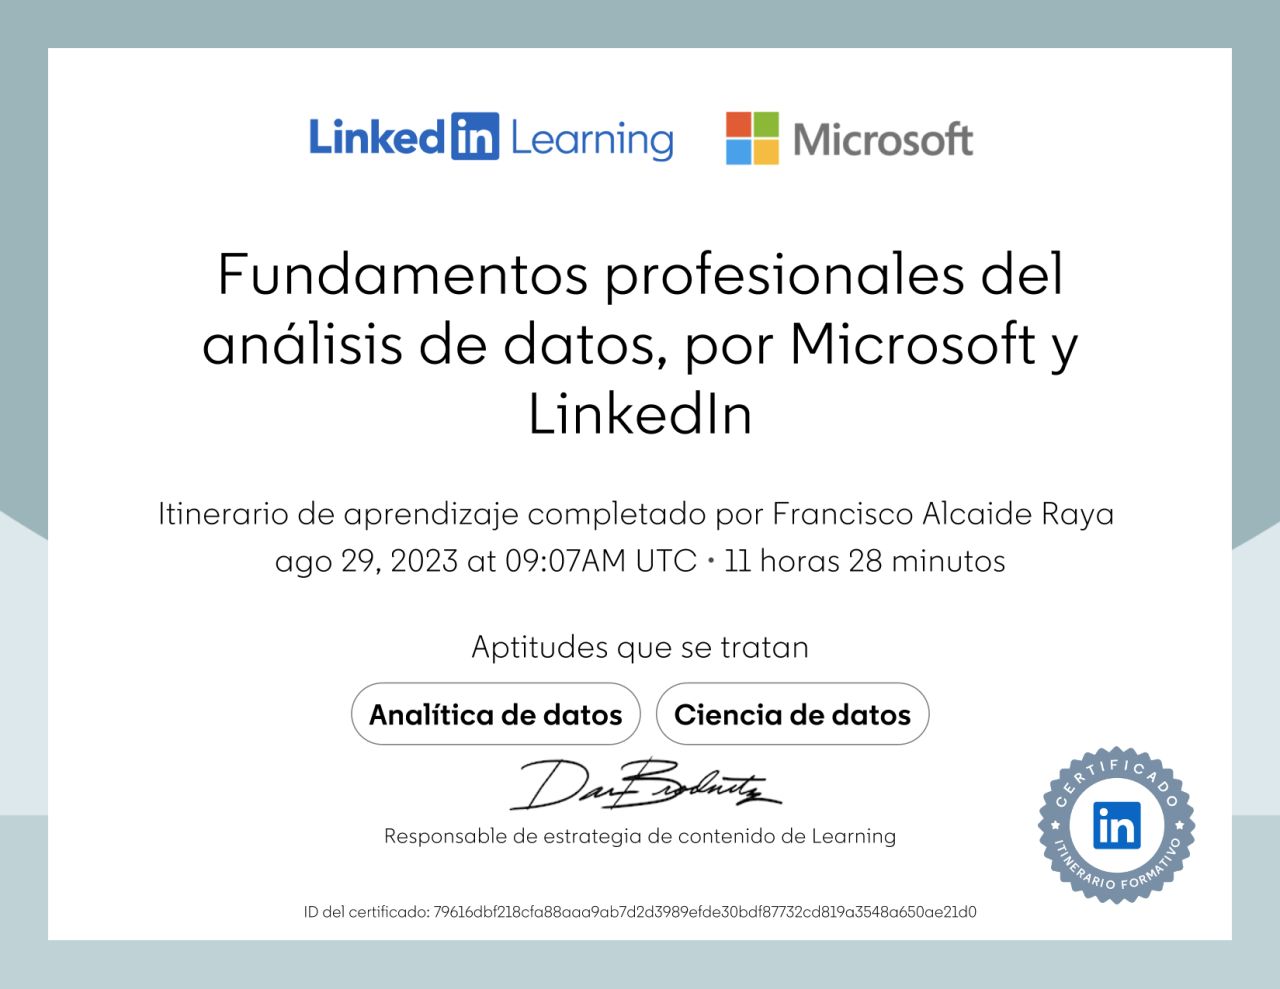 Linked in Learning Microsoft
Fundamentos profesionales del
análisis de datos, por Microsoft y
LinkedIn
Itinerario de aprendizaje completado por Francisco Alcaide Raya
ago 29, 2023 at 09:07AM UTC • 11 horas 28 minutos
Aptitudes que se tratan
Analítica de datos Ciencia de datos
Dan Brodnitz
Responsable de estrategia de contenido de Learning
CERTIFICADO
in
ITINERARIO FORMATIVO
ID del certificado: 79616dbf218cfa88aaa9ab7d2d3989efde30bdf87732cd819a3548a650ae21d0